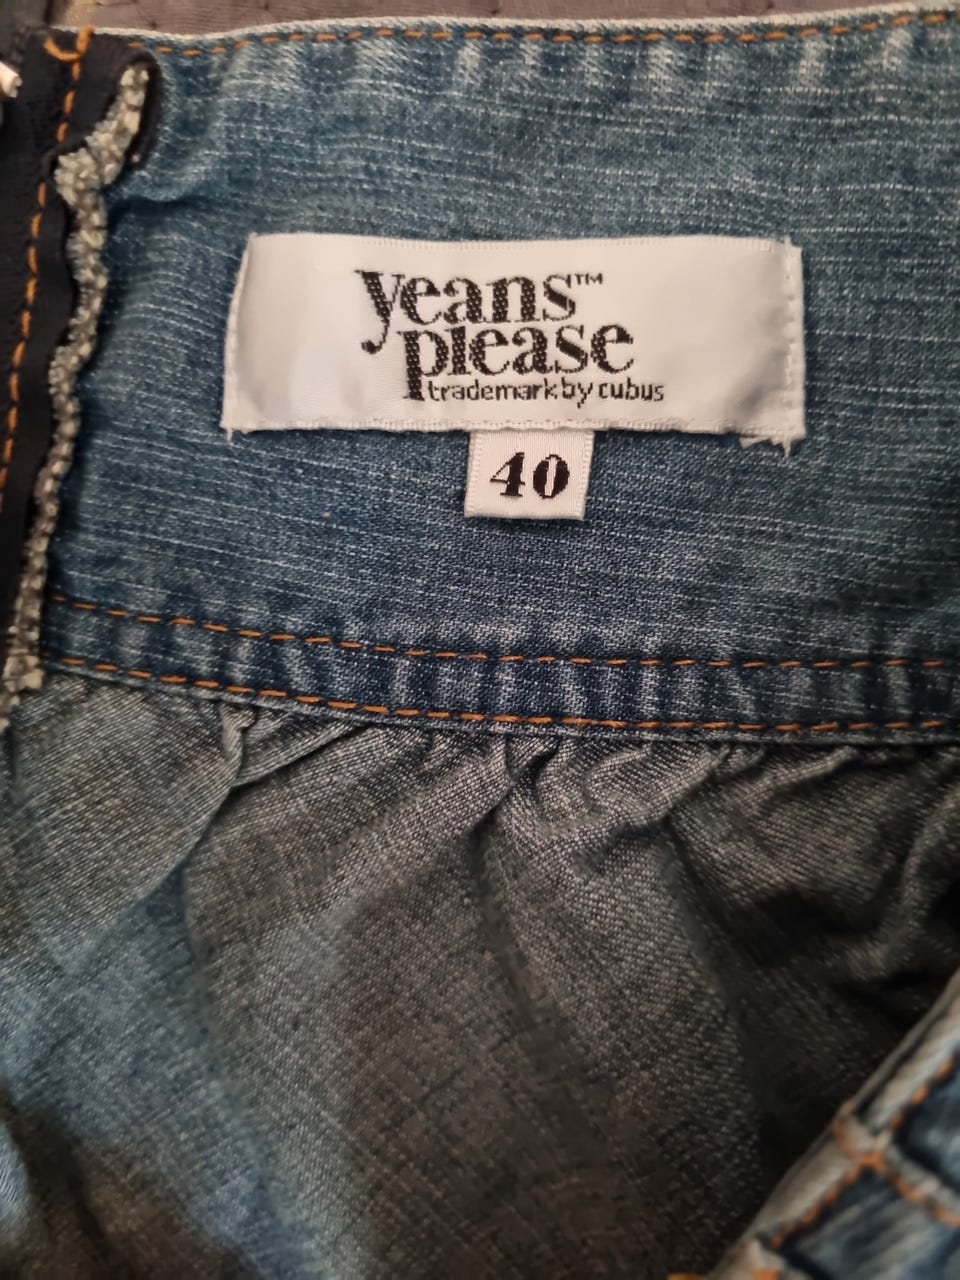 yeans™
please
trademark by cubus
40